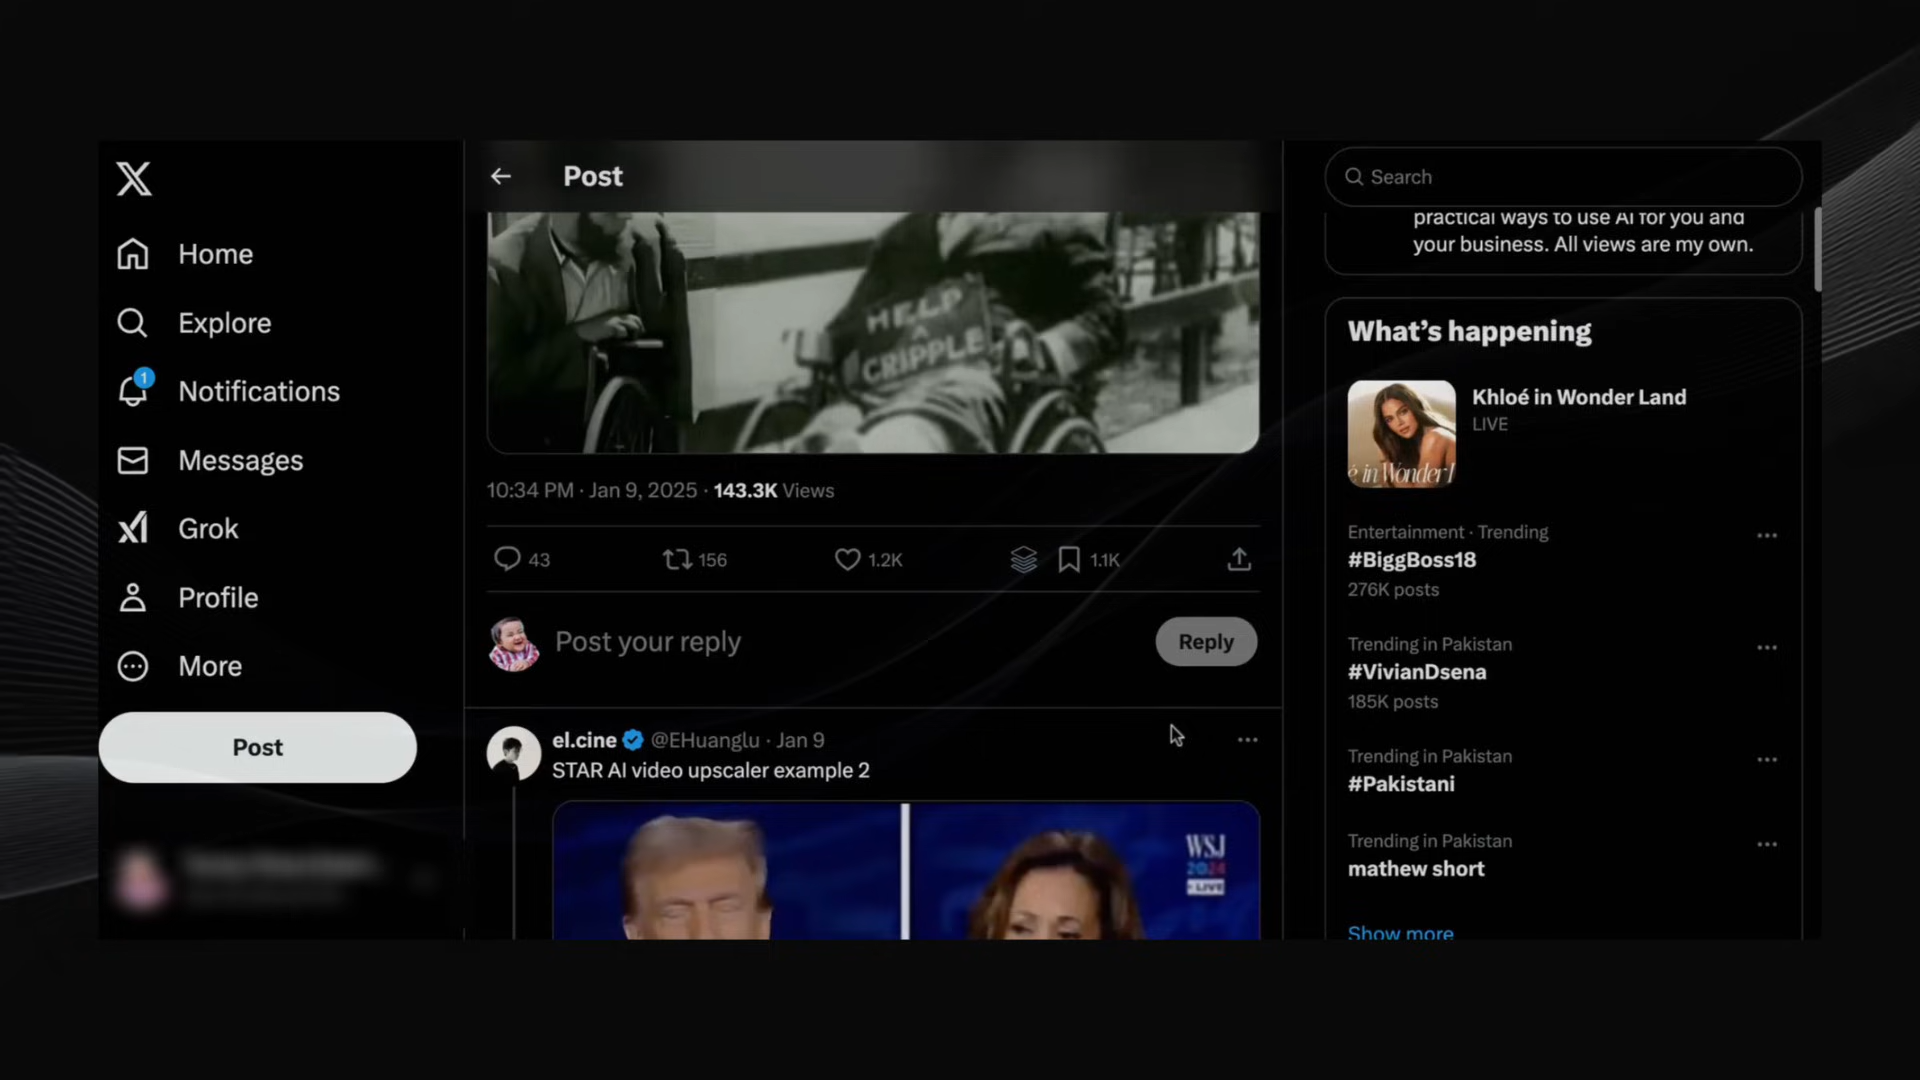 Home
Explore
1
Notifications
Messages
Grok
Profile
More
Post
Post
HELP
A
CRIPPLE
10:34 PM · Jan 9, 2025 · 143.3K Views
43
156
1.2K
1.1K
Post your reply
Reply
el.cine @EHuanglu · Jan 9
STAR AI video upscaler example 2
WSJ
2024
LIVE
Search
practical ways to use AI for you and
your business. All views are my own.
What's happening
Khloé in Wonder Land
LIVE
é in Wonder l
Entertainment · Trending
#BiggBoss18
276K posts
Trending in Pakistan
#VivianDsena
185K posts
Trending in Pakistan
#Pakistani
Trending in Pakistan
mathew short
Show more